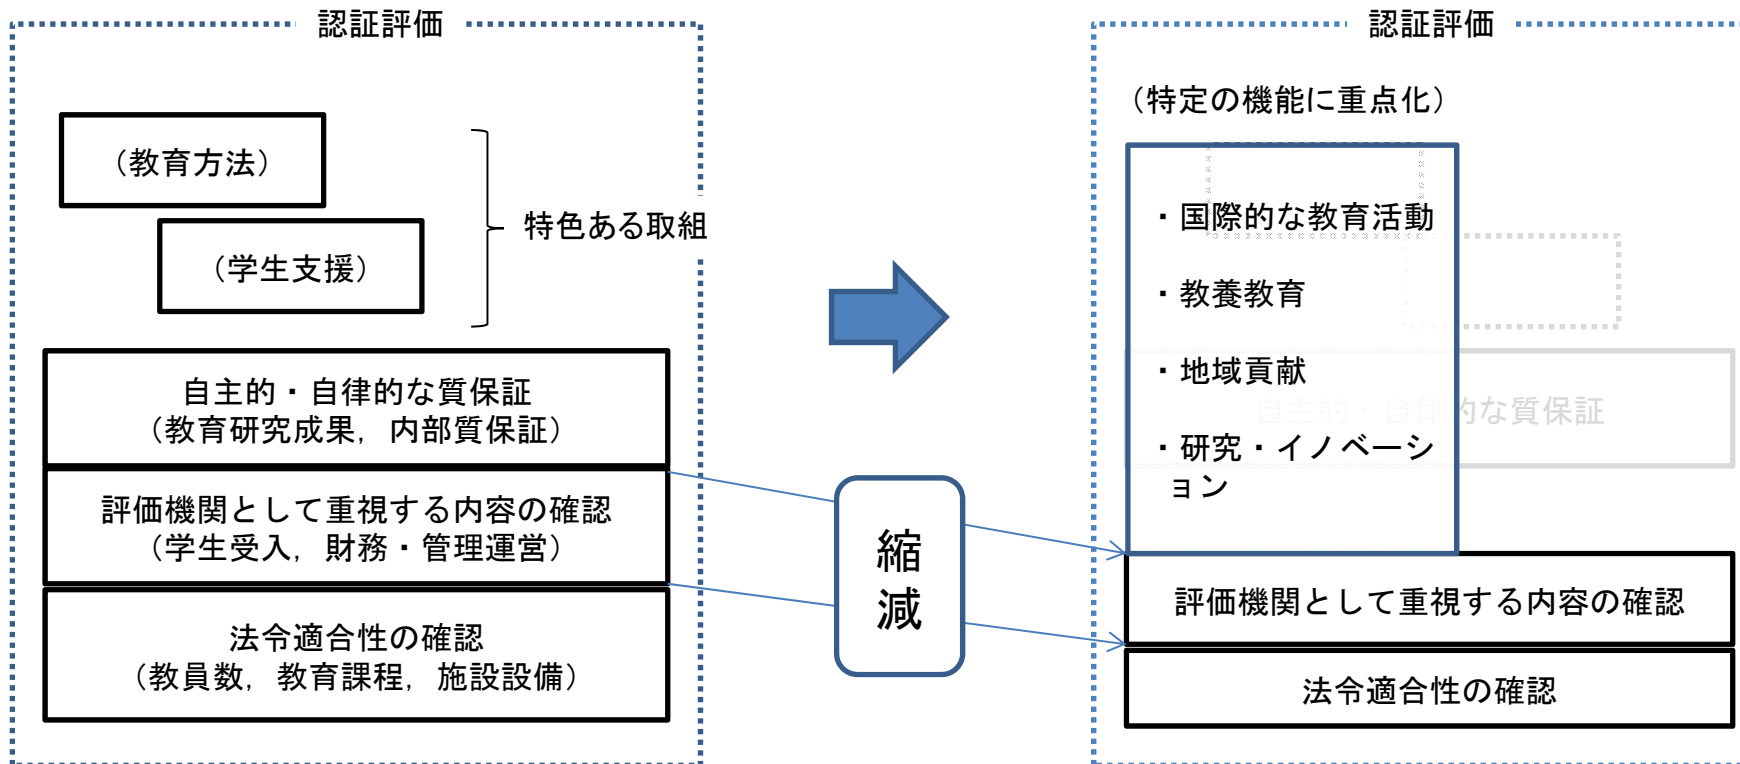 認証評価
（教育方法）
（学生支援）
特色ある取組
自主的・自律的な質保証
（教育研究成果，内部質保証）
評価機関として重視する内容の確認
（学生受入，財務・管理運営）
法令適合性の確認
（教員数，教育課程，施設設備）
縮
減
認証評価
（特定の機能に重点化）
・国際的な教育活動
・教養教育
・地域貢献
・研究・イノベーシ
ョン
自主的・自律的な質保証
評価機関として重視する内容の確認
法令適合性の確認